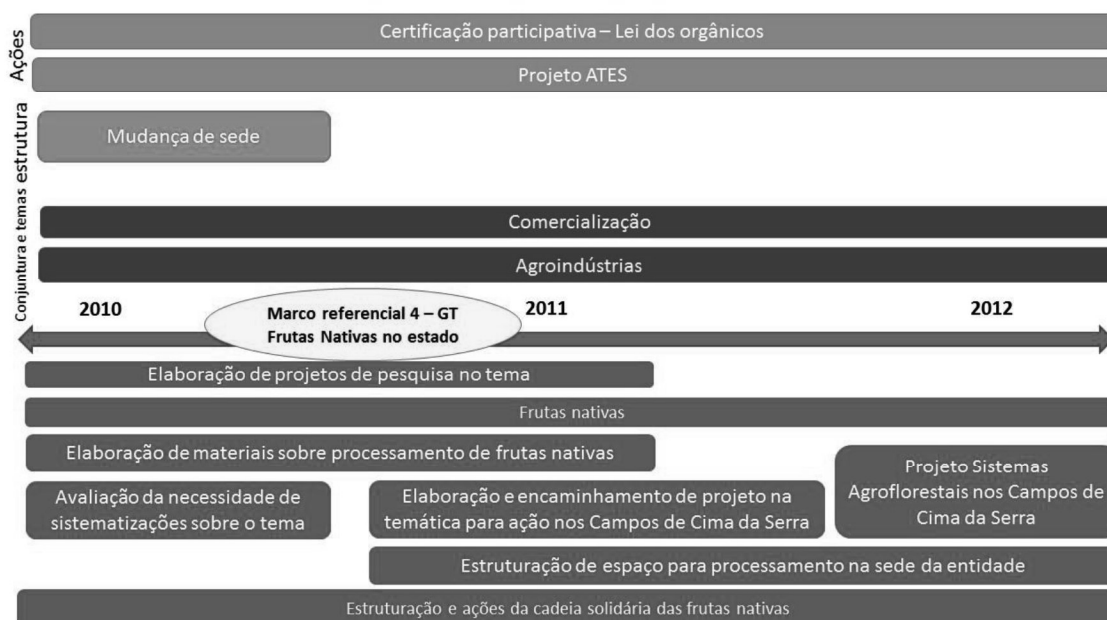 Ações
Certificação participativa – Lei dos orgânicos
Projeto ATES
Conjuntura e temas estrutura
Mudança de sede
Comercialização
Agroindústrias
2010
Marco referencial 4 – GT
Frutas Nativas no estado
2011
2012
Elaboração de projetos de pesquisa no tema
Frutas nativas
Elaboração de materiais sobre processamento de frutas nativas
Avaliação da necessidade de
sistematizações sobre o tema
Elaboração e encaminhamento de projeto na
temática para ação nos Campos de Cima da Serra
Projeto Sistemas
Agroflorestais nos Campos de
Cima da Serra
Estruturação de espaço para processamento na sede da entidade
Estruturação e ações da cadeia solidária das frutas nativas